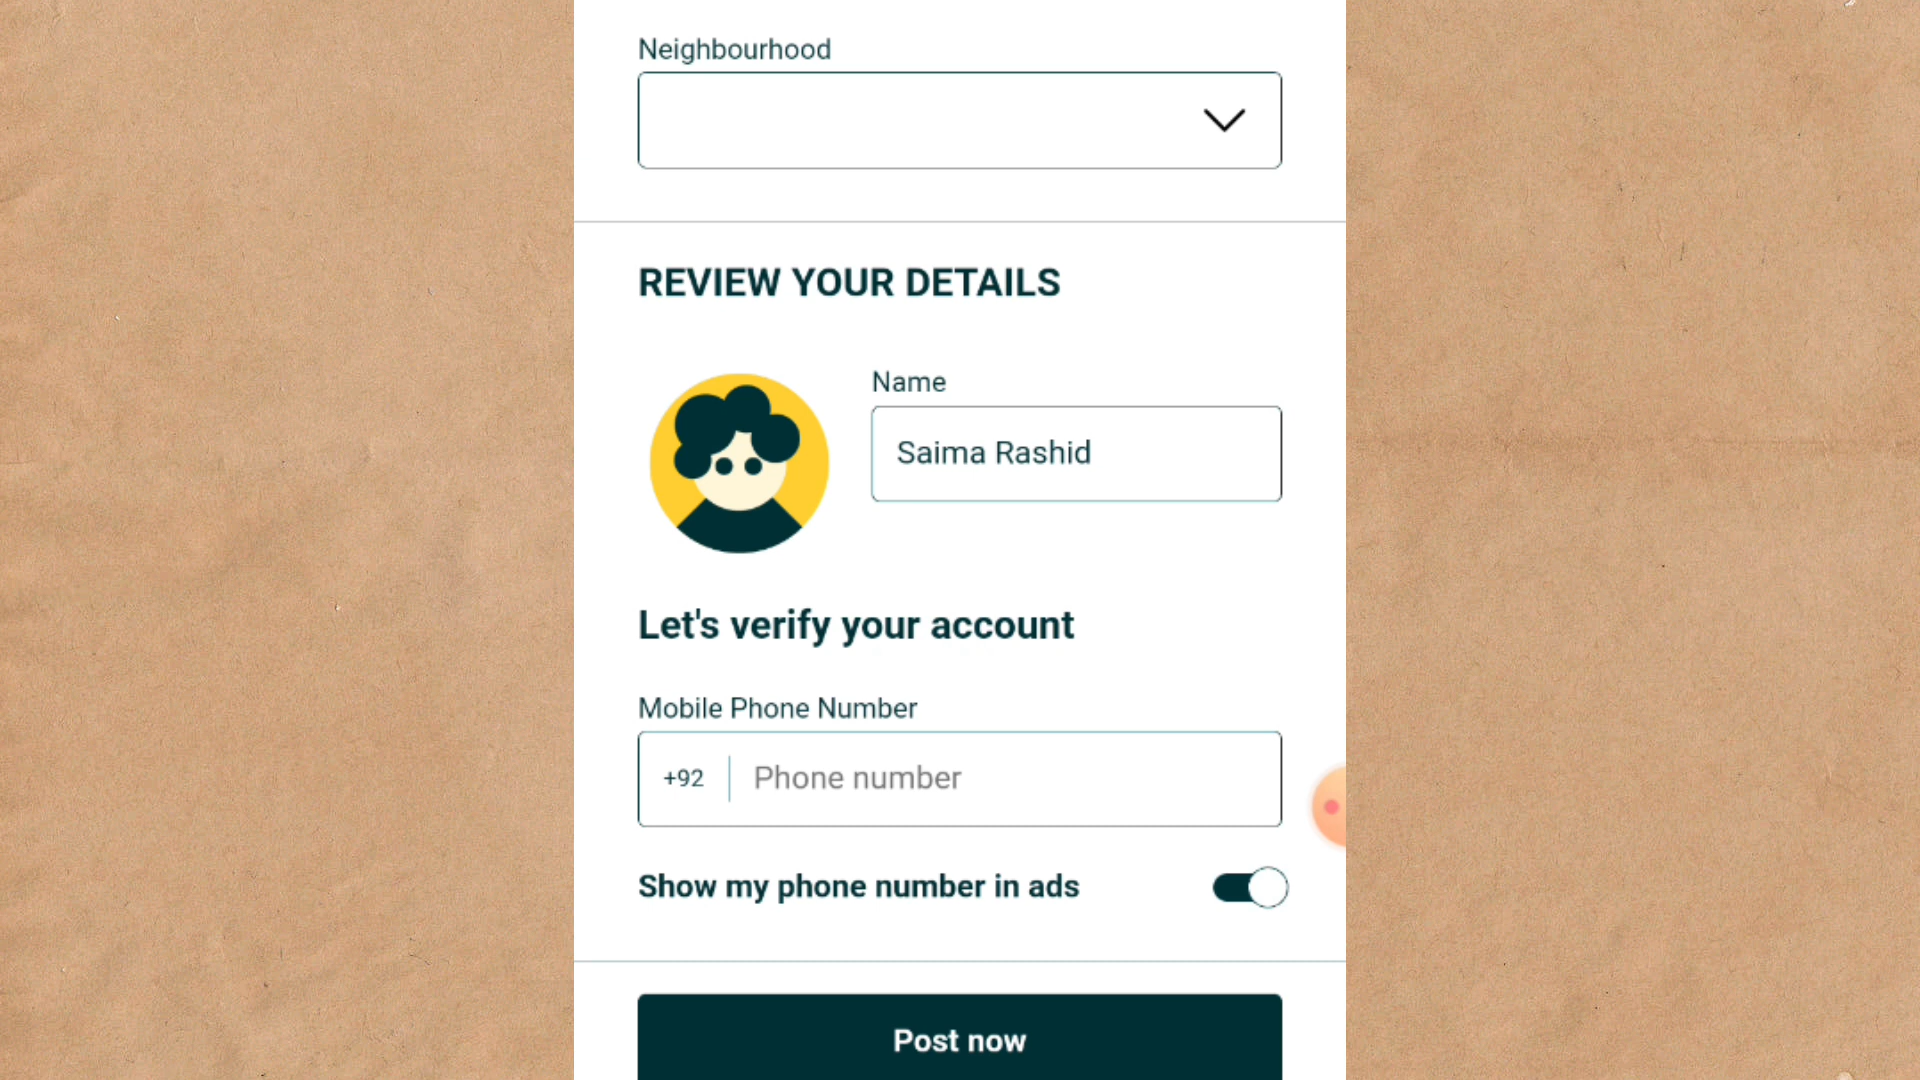 Neighbourhood
REVIEW YOUR DETAILS
Name
Saima Rashid
Let's verify your account
Mobile Phone Number
+92 Phone number
Show my phone number in ads
Post now